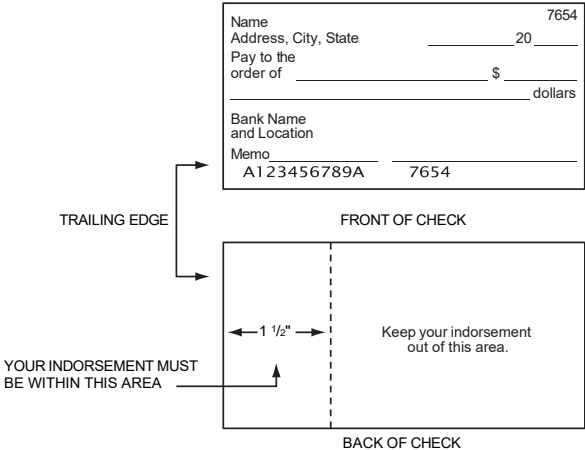 7654
Name
Address, City, State 20
Pay to the
order of $
dollars
Bank Name
and Location
Memo
A123456789A 7654
TRAILING EDGE
FRONT OF CHECK
1 1/2"
Keep your indorsement
out of this area.
YOUR INDORSEMENT MUST
BE WITHIN THIS AREA
BACK OF CHECK